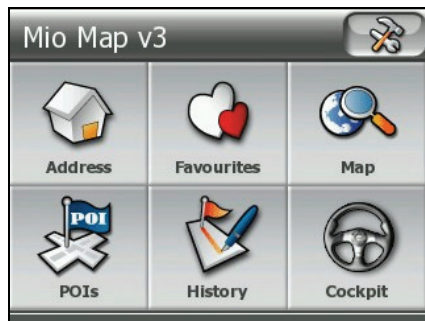 Mio Map v3
Address Favourites Map
POI
POIs History Cockpit